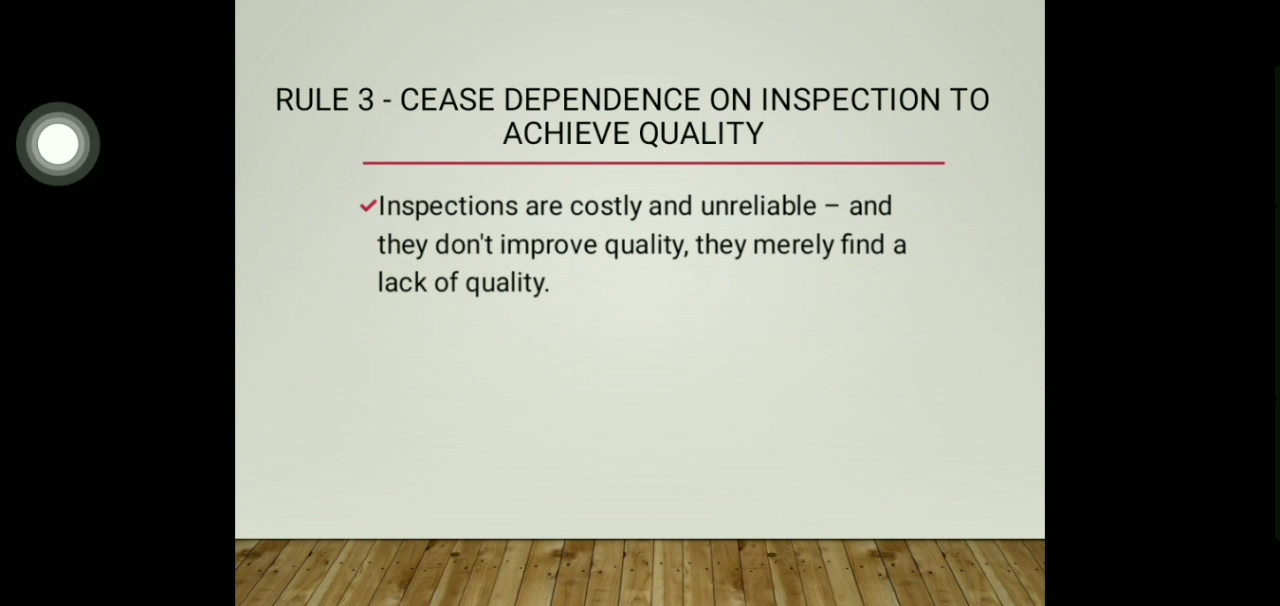 RULE 3 - CEASE DEPENDENCE ON INSPECTION TO
ACHIEVE QUALITY
Inspections are costly and unreliable – and
they don't improve quality, they merely find a
lack of quality.